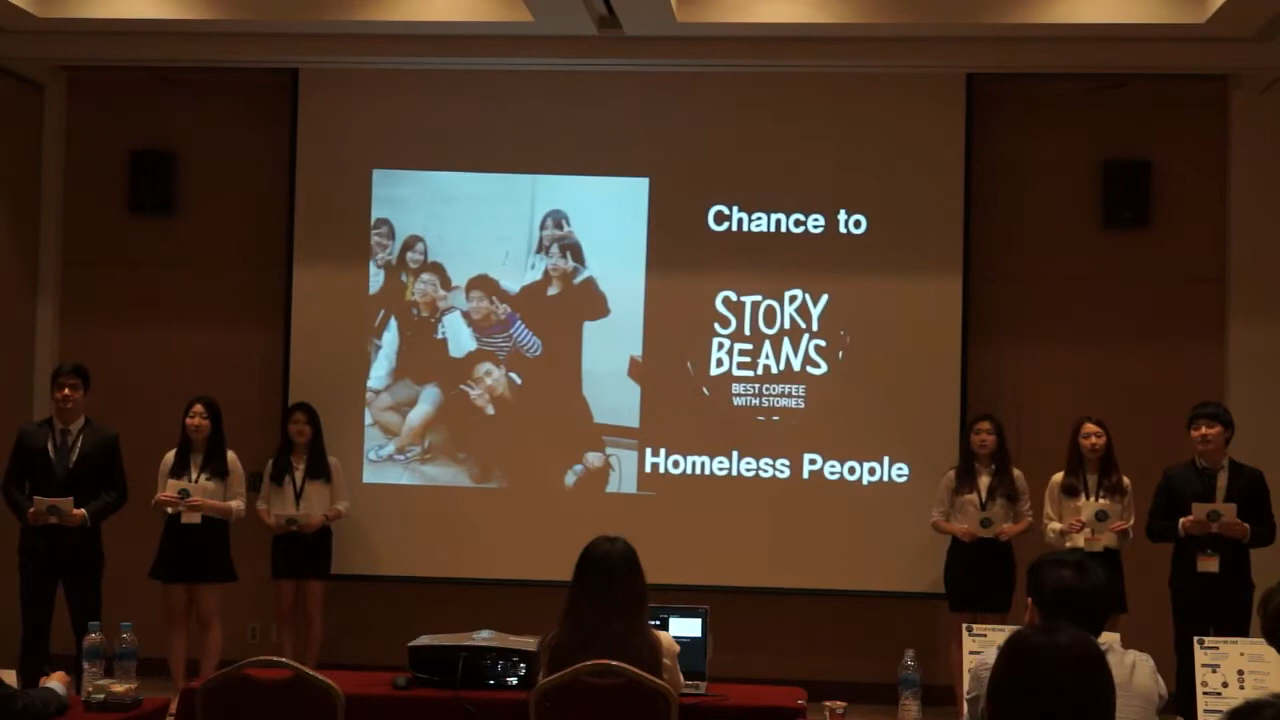 Chance to
STORY
BEANS
BEST COFFEE
WITH STORIES
Homeless People